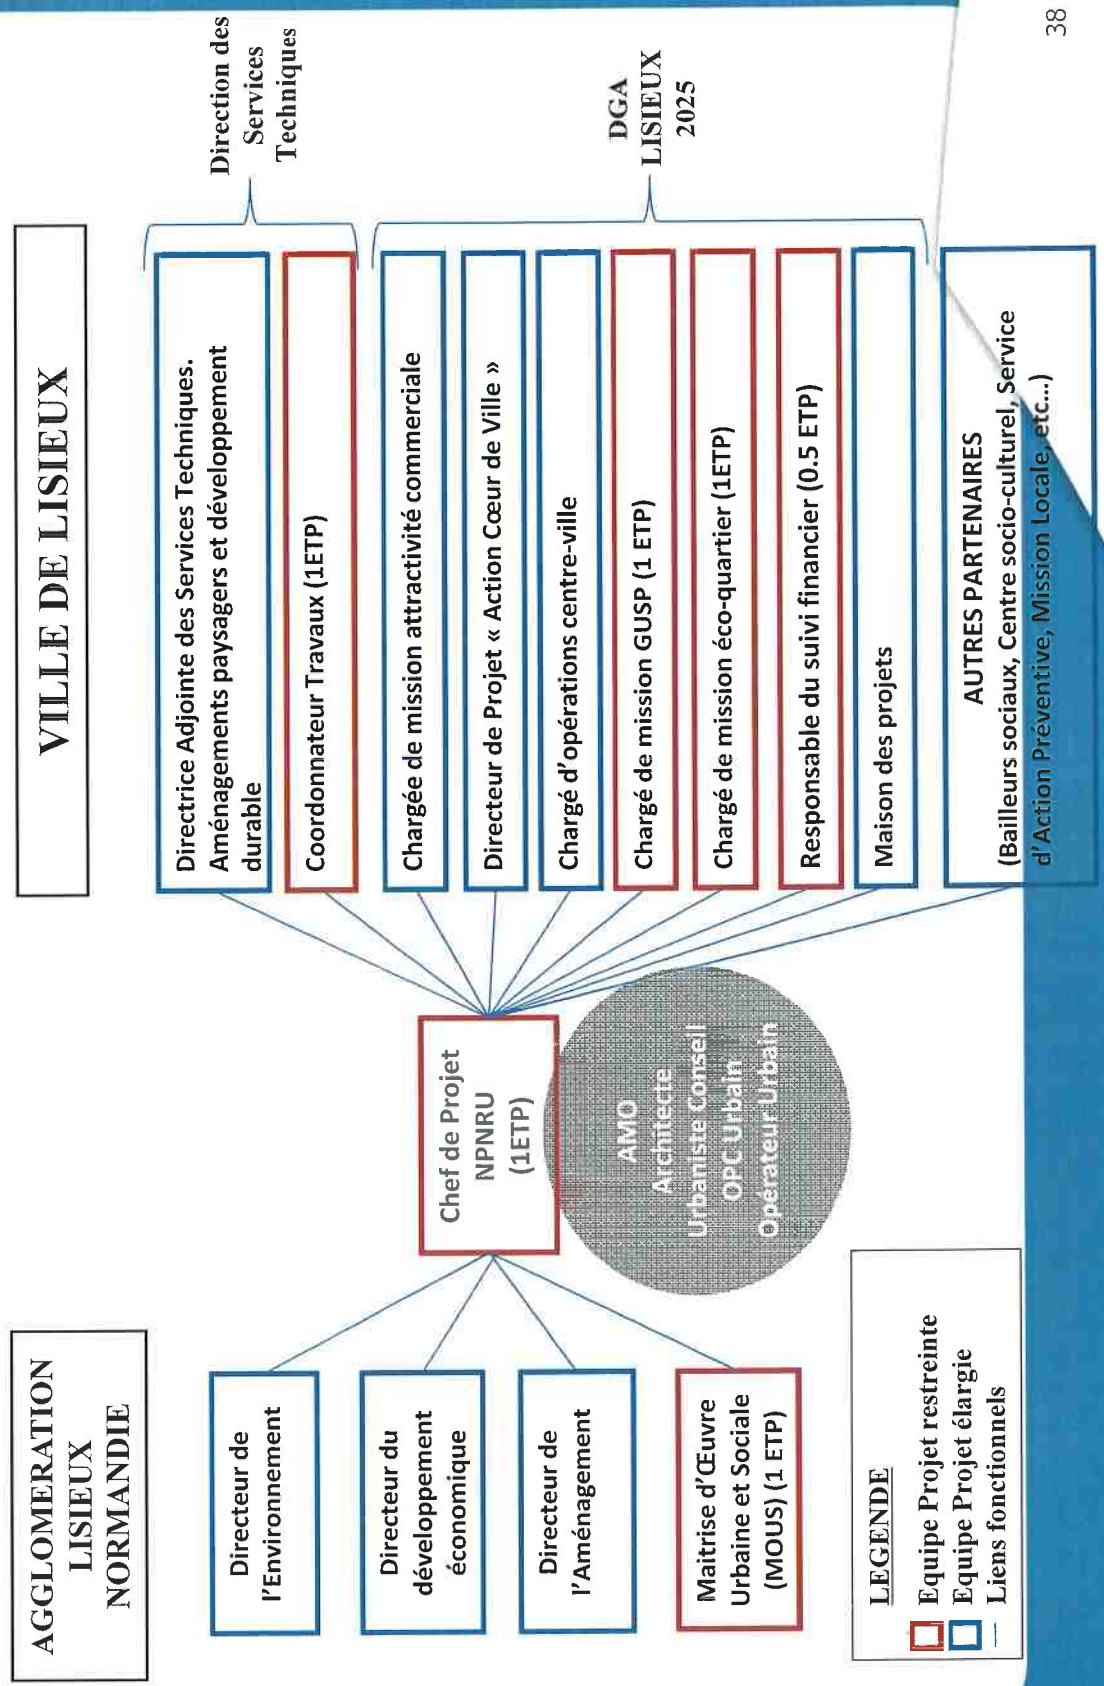 AGGLOMERATION
LISIEUX
NORMANDIE
Directeur de
l'Environnement
Directeur du
développement
économique
Directeur de
l'Aménagement
Maitrise d'Œuvre
Urbaine et Sociale
(MOUS) (1 ETP)
LEGENDE
Equipe Projet restreinte
Equipe Projet élargie
Liens fonctionnels
Chef de Projet
NPNRU
(1ETP)
AMO
Architecte
Urbaniste Conseil
OPC Urbain
Opérateur Urbain
VILLE DE LISIEUX
Directrice Adjointe des Services Techniques.
Aménagements paysagers et développement
durable
Coordonnateur Travaux (1ETP)
Chargée de mission attractivité commerciale
Directeur de Projet « Action Cœur de Ville »
Chargé d'opérations centre-ville
Chargé de mission GUSP (1 ETP)
Chargé de mission éco-quartier (1ETP)
Responsable du suivi financier (0.5 ETP)
Maison des projets
AUTRES PARTENAIRES
(Bailleurs sociaux, Centre socio-culturel, Service
d'Action Préventive, Mission Locale, etc...)
Direction des
Services
Techniques
DGA
LISIEUX
2025
38